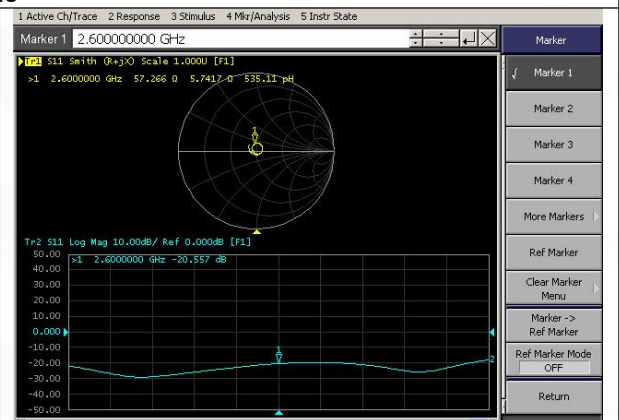 1 Active Ch/Trace 2 Response 3 Stimulus 4 Mkr/Analysis 5 Instr State
Marker 1 2.600000000 GHz
Marker
Tr1 S11 Smith (R+jX) Scale 1.000U [F1]
>1 2.6000000 GHz 57.266 Ω 5.7417 Ω 535.11 pH
1
√ Marker 1
Marker 2
Marker 3
Marker 4
More Markers
Ref Marker
Clear Marker
Menu
Marker ->
Ref Marker
Ref Marker Mode
OFF
Return
Tr2 S11 Log Mag 10.00dB/ Ref 0.000dB [F1]
50.00
>1 2.6000000 GHz -20.557 dB
40.00
30.00
20.00
10.00
0.000
-10.00
1
-20.00
2
-30.00
-40.00
-50.00